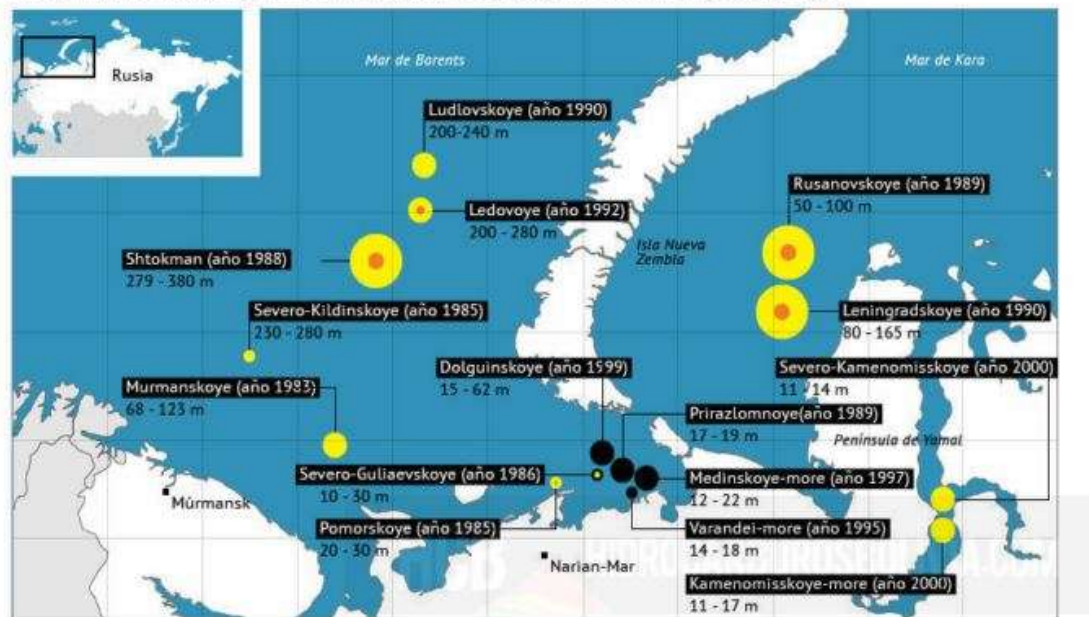 Rusia
Mar de Barents
Mar de Kara
Ludlovskoye (año 1990)
200-240 m
Rusanovskoye (año 1989)
50 - 100 m
Ledovoye (año 1992)
200 - 280 m
Isla Nueva
Zembla
Shtokman (año 1988)
279 - 380 m
Severo-Kildinskoye (año 1985)
230 - 280 m
Leningradskoye (año 1990)
80 - 165 m
Dolguinskoye (año 1999)
15 - 62 m
Severo-Kamenomisskoye (año 2000)
11 - 14 m
Murmanskoye (año 1983)
68 - 123 m
Prirazlomnoye(año 1989)
17 - 19 m
Península de Yamal
Severo-Guliaevskoye (año 1986)
10 - 30 m
Medinskoye-more (año 1997)
12 - 22 m
Múrmansk
Pomorskoye (año 1985)
20 - 30 m
Varandei-more (año 1995)
14 - 18 m
Narian-Mar
Kamenomisskoye-more (año 2000)
11 - 17 m